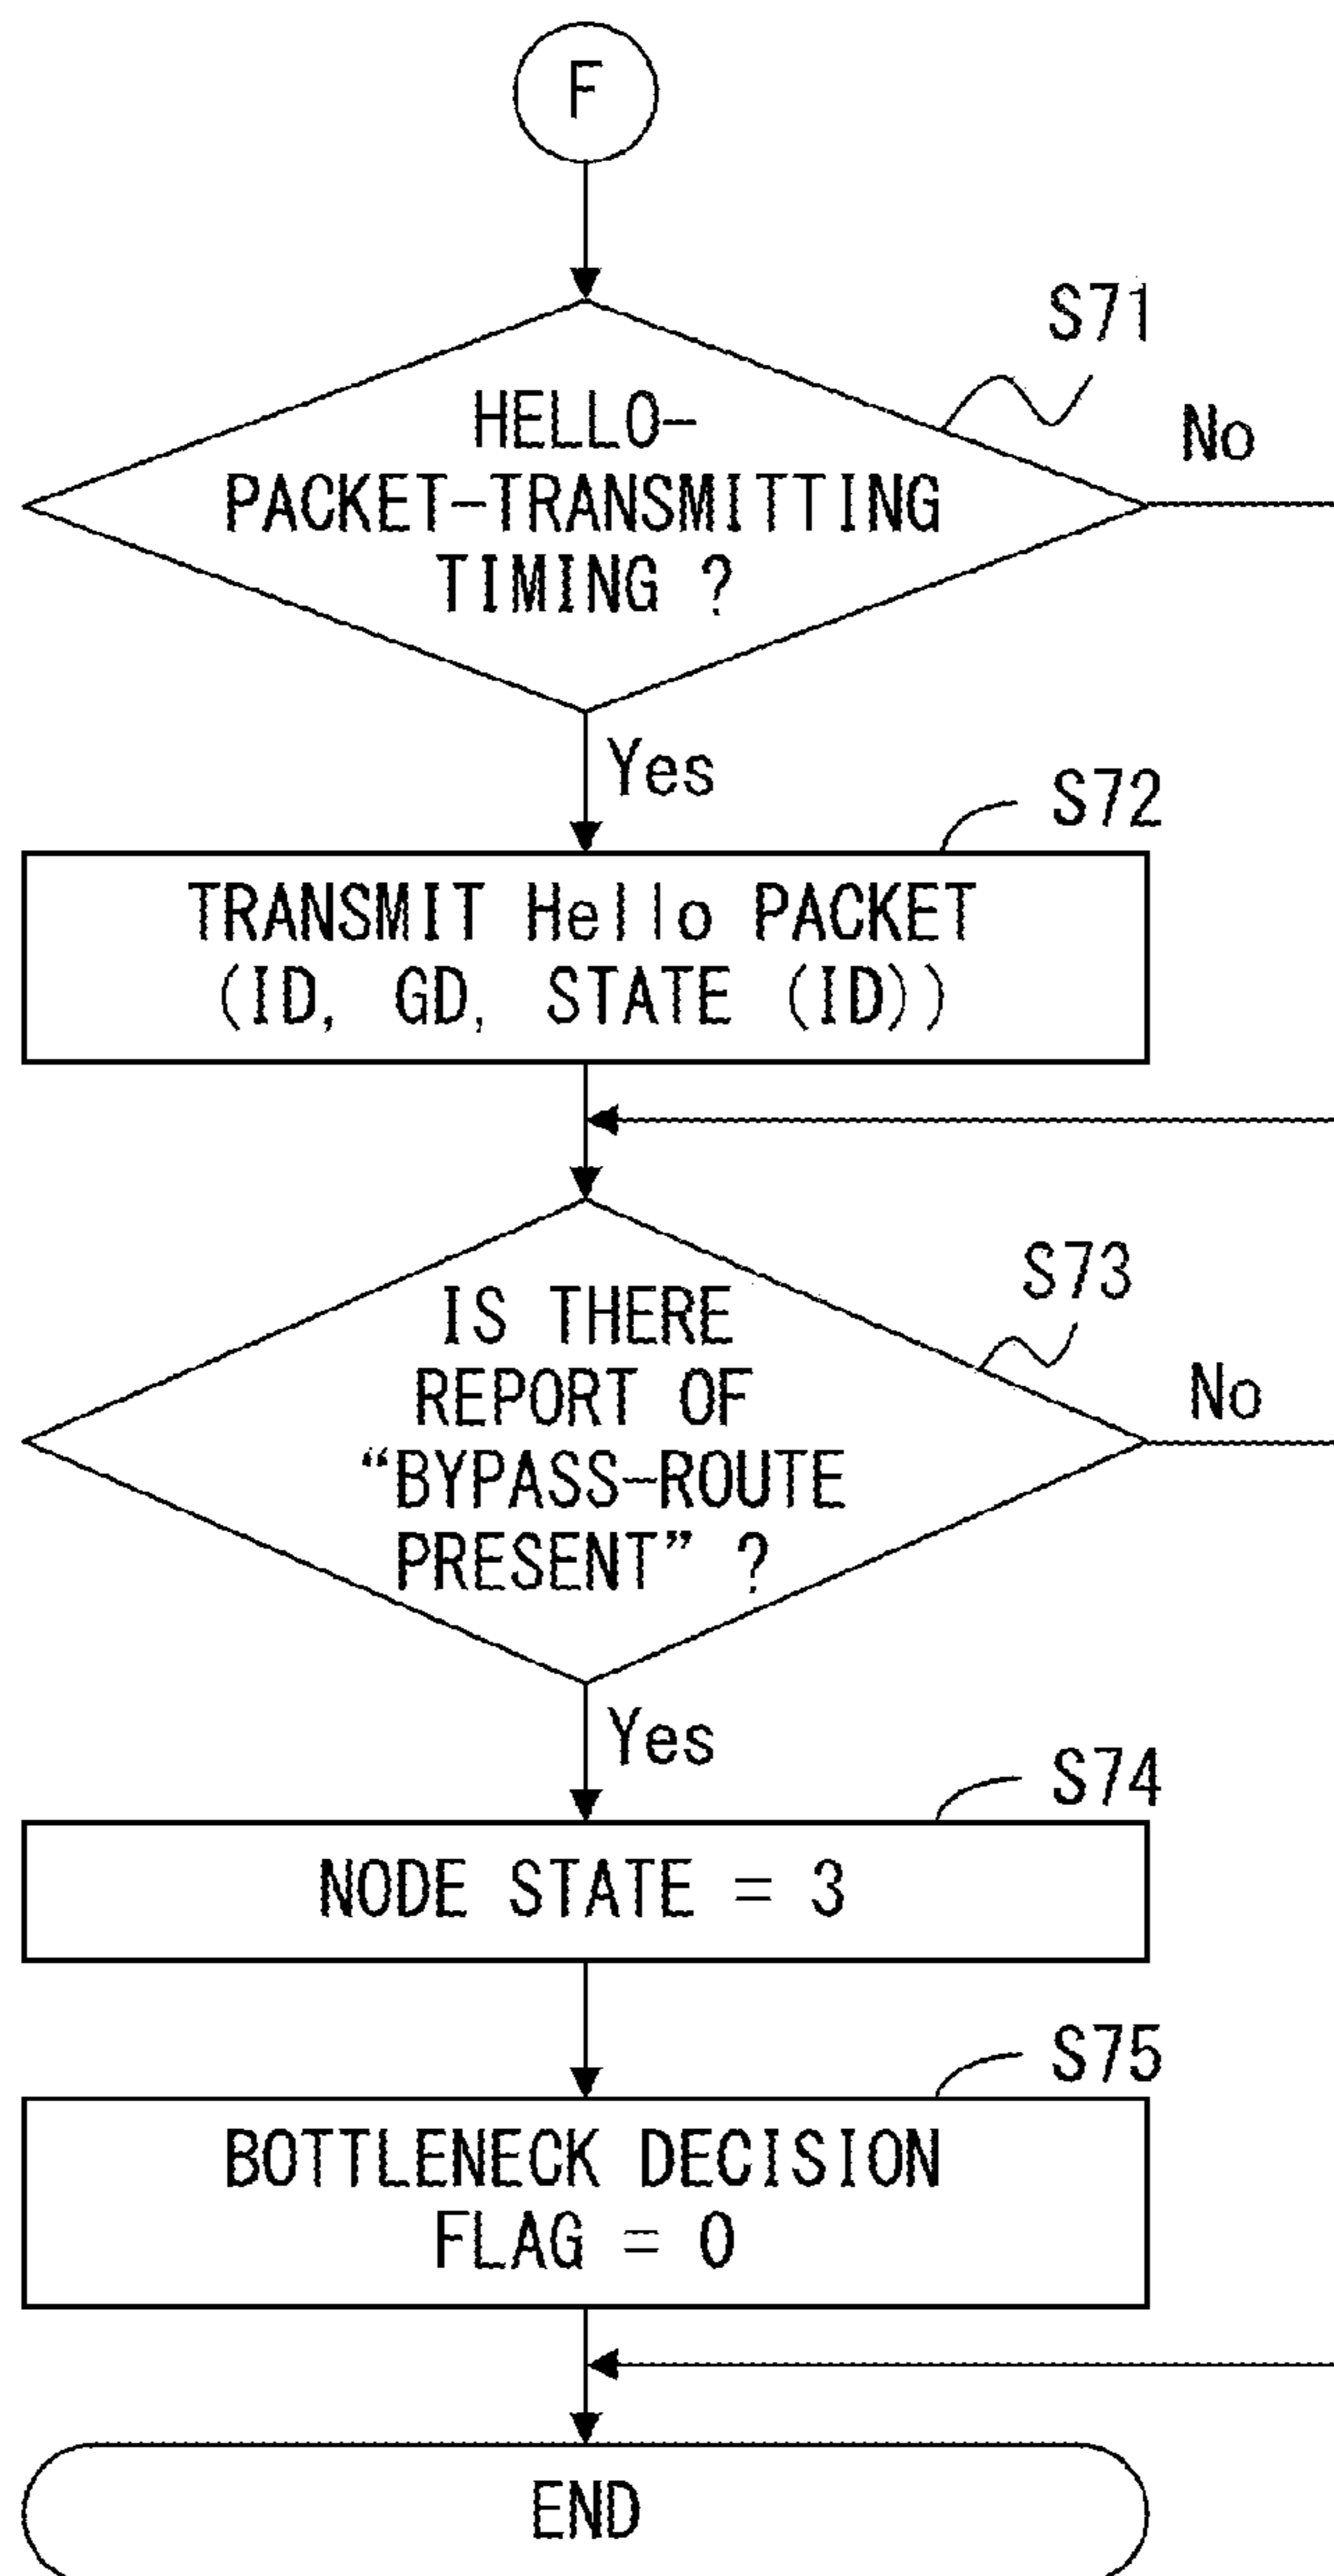 F
S71
HELLO-
PACKET-TRANSMITTING
TIMING ?
No
Yes
S72
TRANSMIT Hello PACKET
(ID, GD, STATE (ID))
S73
IS THERE
REPORT OF
“BYPASS-ROUTE
PRESENT” ?
No
Yes
S74
NODE STATE = 3
S75
BOTTLENECK DECISION
FLAG = 0
END